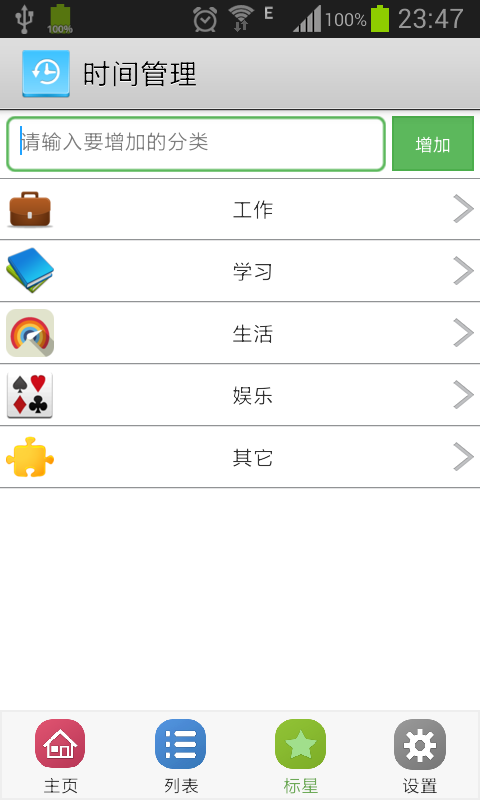 100%
E
100%
23:47
时间管理
请输入要增加的分类
增加
工作
学习
生活
娱乐
其它
主页
列表
标星
设置